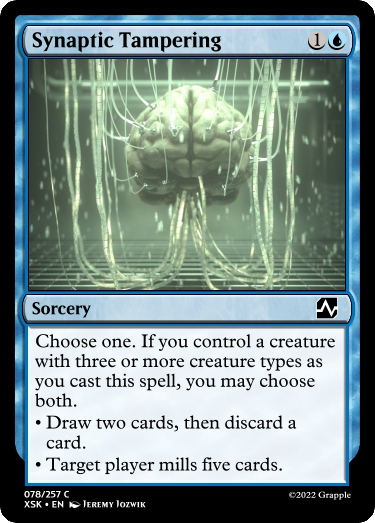 Synaptic Tampering 1
Sorcery
Choose one. If you control a creature
with three or more creature types as
you cast this spell, you may choose
both.
• Draw two cards, then discard a
card.
• Target player mills five cards.
078/257 C
XSK • EN Jeremy Jozwik
©2022 Grapple